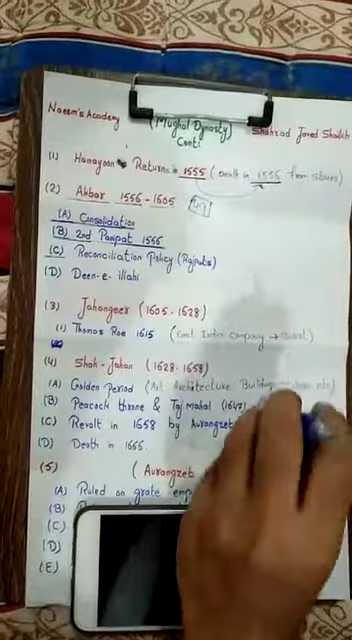 Naeem's Academy
(Mughal Dynasty)
Cont:
Shahzad Javed Shaikh
(1) Humayoon Returns in 1555 (Death in 1556 from stairs)
(2) Akbar 1556-1605
(A) Consolidation
(B) 2nd Panipat 1556
(C) Reconciliation Policy (Rajputs)
(D) Deen-e-illahi
(3) Jahangeer (1605-1628)
(1) Thomas Roe 1615 (East India Company → Surat)
(4) Shah-Jahan (1628-1658)
(A) Golden Period (Art Architecture
(B) Peacock throne & Taj Mahal (1647)
(C) Revolt in 1658 by Aurangzeb
(D) Death in 1666
(5) (Aurangzeb
(A) Ruled on grate
(B)
(C)
(D)
(E)